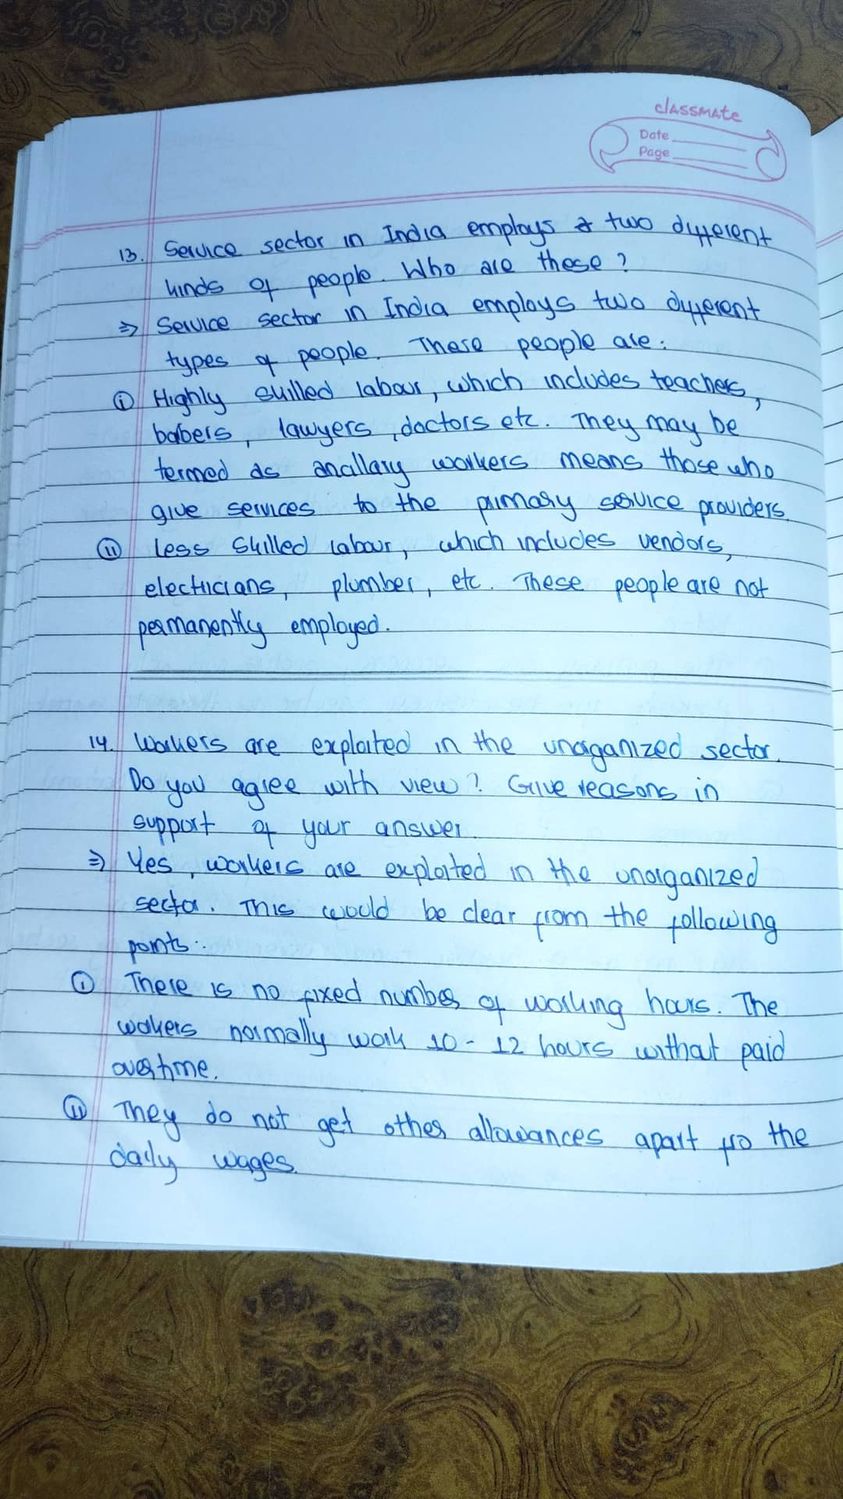 classmate
Date
Page
13. Service sector in India employs two different
kinds of people. Who are these?
⇒ Service sector in India employs two different
types of people. These people are:
(i) Highly skilled labour, which includes teachers,
babers, lawyers, doctors etc. They may be
termed as anallary workers means those who
give services to the primary service providers.
(ii) Less skilled labour, which includes vendors,
electricians, plumber, etc. These people are not
permanently employed.
14. Workers are exploited in the unorganized sector.
Do you agree with view? Give reasons in
support of your answer.
⇒ Yes, workers are exploited in the unorganized
sector. This would be clear from the following
points:
(i) There is no fixed number of working hours. The
wokers normally work 10 - 12 hours without paid
overtime.
(ii) They do not get other allowances apart fro the
daily wages.